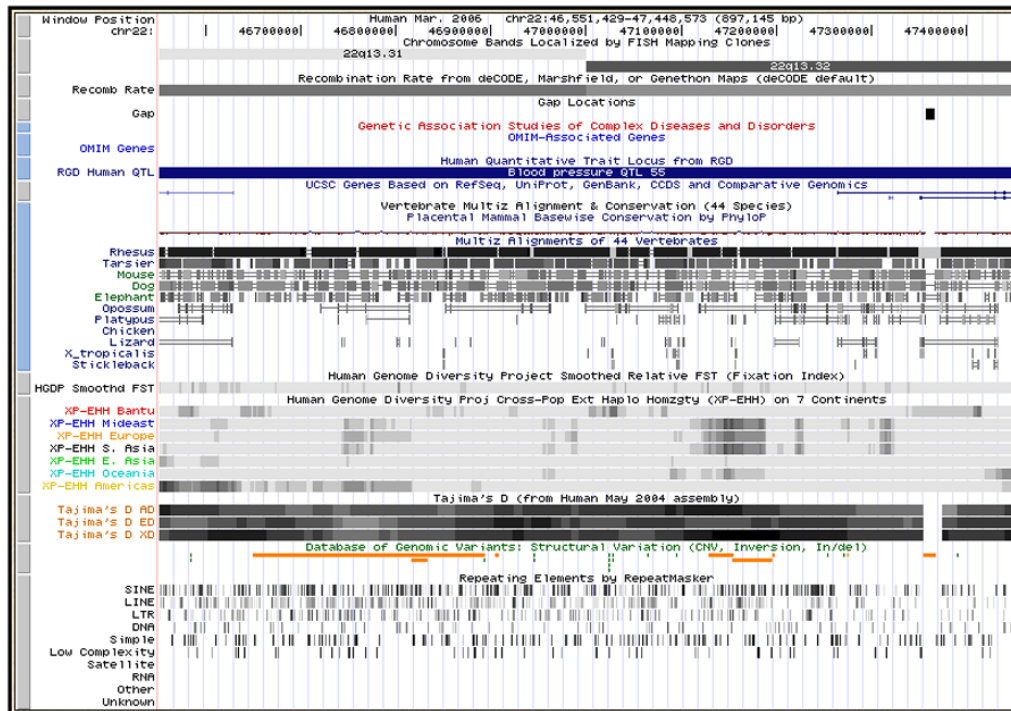 Window Position Human Mar. 2006 chr22:46,551,429-47,448,573 (897,145 bp)
chr22: 46700000 46800000 46900000 47000000 47100000 47200000 47300000 47400000
Chromosome Bands Localized by FISH Mapping Clones
22q13.31
22q13.32
Recombination Rate from deCODE, Marshfield, or Genethon Maps (deCODE default)
Recomb Rate
Gap Locations
Gap
Genetic Association Studies of Complex Diseases and Disorders
OMIM-Associated Genes
OMIM Genes
Human Quantitative Trait Locus from RGD
RGD Human QTL Blood pressure QTL 55
UCSC Genes Based on RefSeq, UniProt, GenBank, CCDS and Comparative Genomics
Vertebrate Multiz Alignment & Conservation (44 Species)
Placental Mammal Basewise Conservation by PhyloP
Multiz Alignments of 44 Vertebrates
Rhesus
Tarsier
Mouse
Dog
Elephant
Opossum
Platypus
Chicken
Lizard
X_tropicalis
Stickleback
Human Genome Diversity Project Smoothed Relative FST (Fixation Index)
HGDP Smoothd FST
Human Genome Diversity Proj Cross-Pop Ext Haplo Homzgty (XP-EHH) on 7 Continents
XP-EHH Bantu
XP-EHH Mideast
XP-EHH Europe
XP-EHH S. Asia
XP-EHH E. Asia
XP-EHH Oceania
XP-EHH Americas
Tajima's D (from Human May 2004 assembly)
Tajima's D AD
Tajima's D ED
Tajima's D XD
Database of Genomic Variants: Structural Variation (CNV, Inversion, In/del)
Repeating Elements by RepeatMasker
SINE
LINE
LTR
DNA
Simple
Low Complexity
Satellite
RNA
Other
Unknown